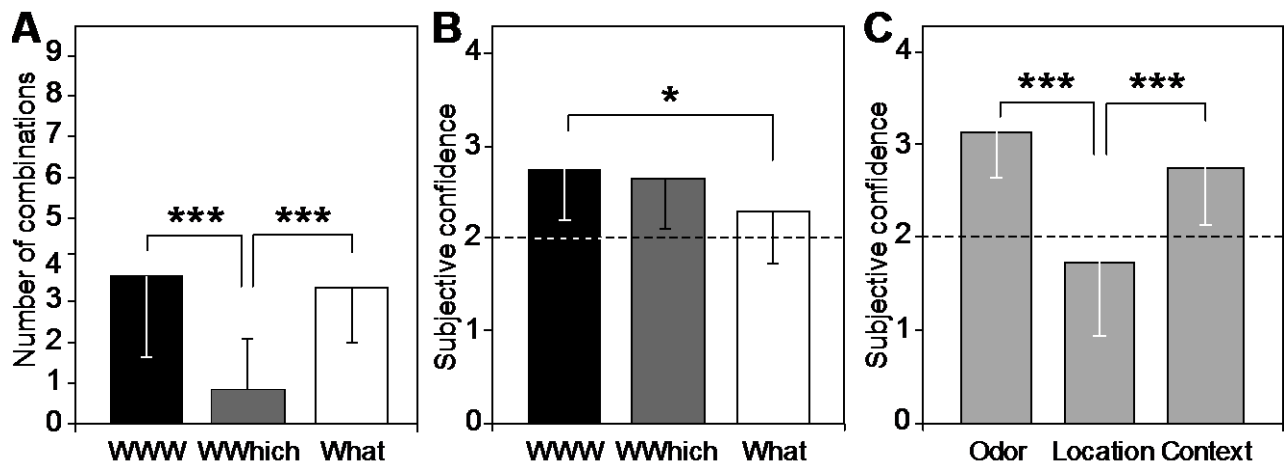 A
Number of combinations
9
8
7
6
5
4
3
2
1
0
***
***
WWW WWhich What
B
Subjective confidence
4
3
2
1
0
*
WWW WWhich What
C
Subjective confidence
4
3
2
1
0
***
***
Odor Location Context